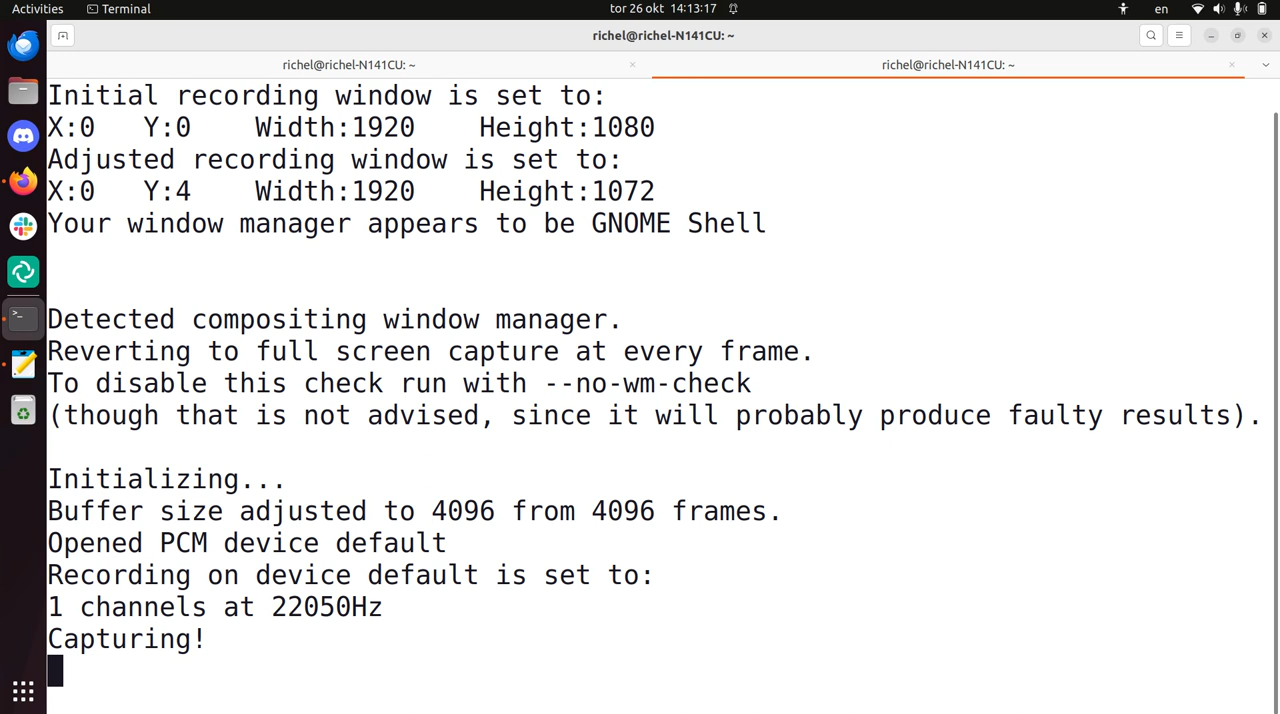 Activities Terminal tor 26 okt 14:13:17 en
richel@richel-N141CU: ~
richel@richel-N141CU: ~ richel@richel-N141CU: ~
Initial recording window is set to:
X:0   Y:0    Width:1920    Height:1080
Adjusted recording window is set to:
X:0   Y:4    Width:1920    Height:1072
Your window manager appears to be GNOME Shell
Detected compositing window manager.
Reverting to full screen capture at every frame.
To disable this check run with --no-wm-check
(though that is not advised, since it will probably produce faulty results).
Initializing...
Buffer size adjusted to 4096 from 4096 frames.
Opened PCM device default
Recording on device default is set to:
1 channels at 22050Hz
Capturing!